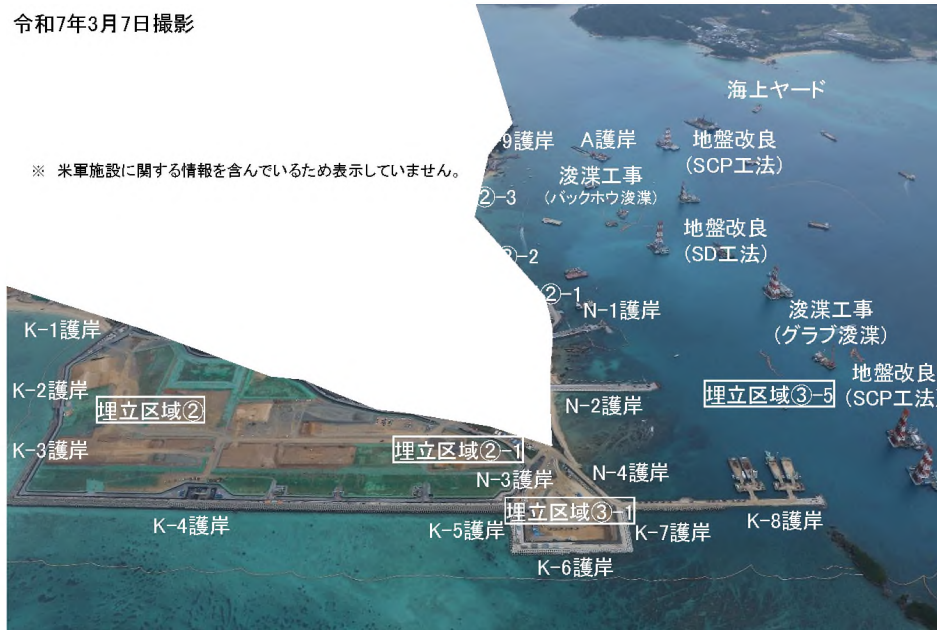 令和7年3月7日撮影
海上ヤード
9護岸
A護岸
地盤改良
(SCP工法)
※ 米軍施設に関する情報を含んでいるため表示していません。
浚渫工事
(バックホウ浚渫)
②-3
地盤改良
(SD工法)
-2
②-1
N-1護岸
浚渫工事
(グラブ浚渫)
K-1護岸
地盤改良
(SCP工法)
K-2護岸
埋立区域②
N-2護岸
埋立区域③-5
K-3護岸
埋立区域②-1
N-3護岸
N-4護岸
K-4護岸
K-5護岸
埋立区域③-1
K-7護岸
K-8護岸
K-6護岸